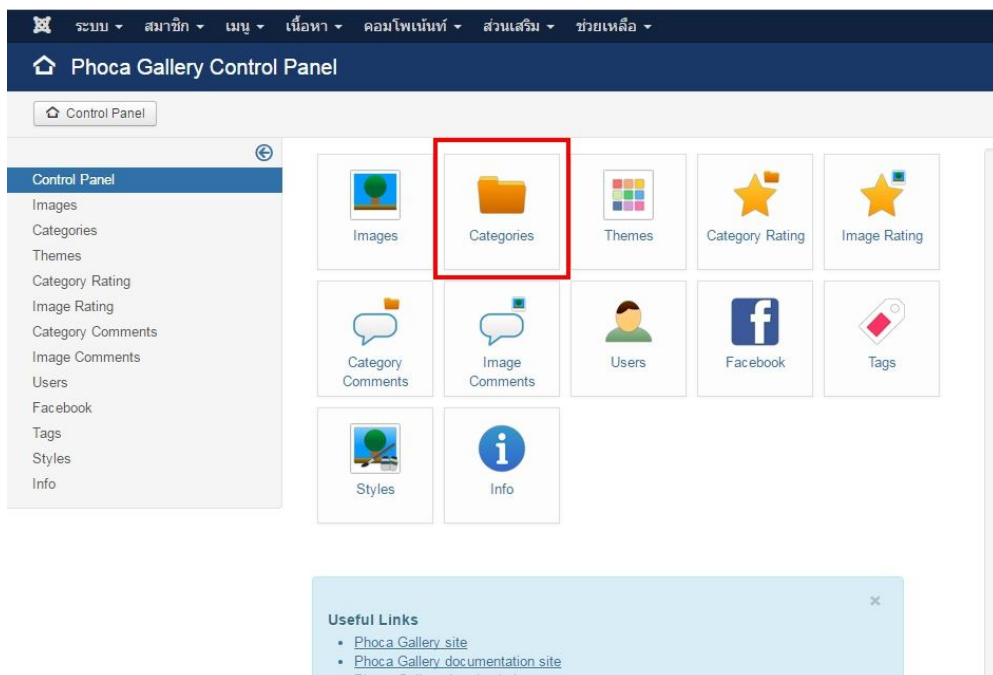 ระบบ สมาชิก เมนู เนื้อหา คอมโพเน้นท์ ส่วนเสริม ช่วยเหลือ
Phoca Gallery Control Panel
Control Panel
Control Panel
Images
Categories
Themes
Category Rating
Image Rating
Category Comments
Image Comments
Users
Facebook
Tags
Styles
Info
Images Categories Themes Category Rating Image Rating
Category Image Users Facebook Tags
Comments Comments
Styles Info
Useful Links
Phoca Gallery site
Phoca Gallery documentation site